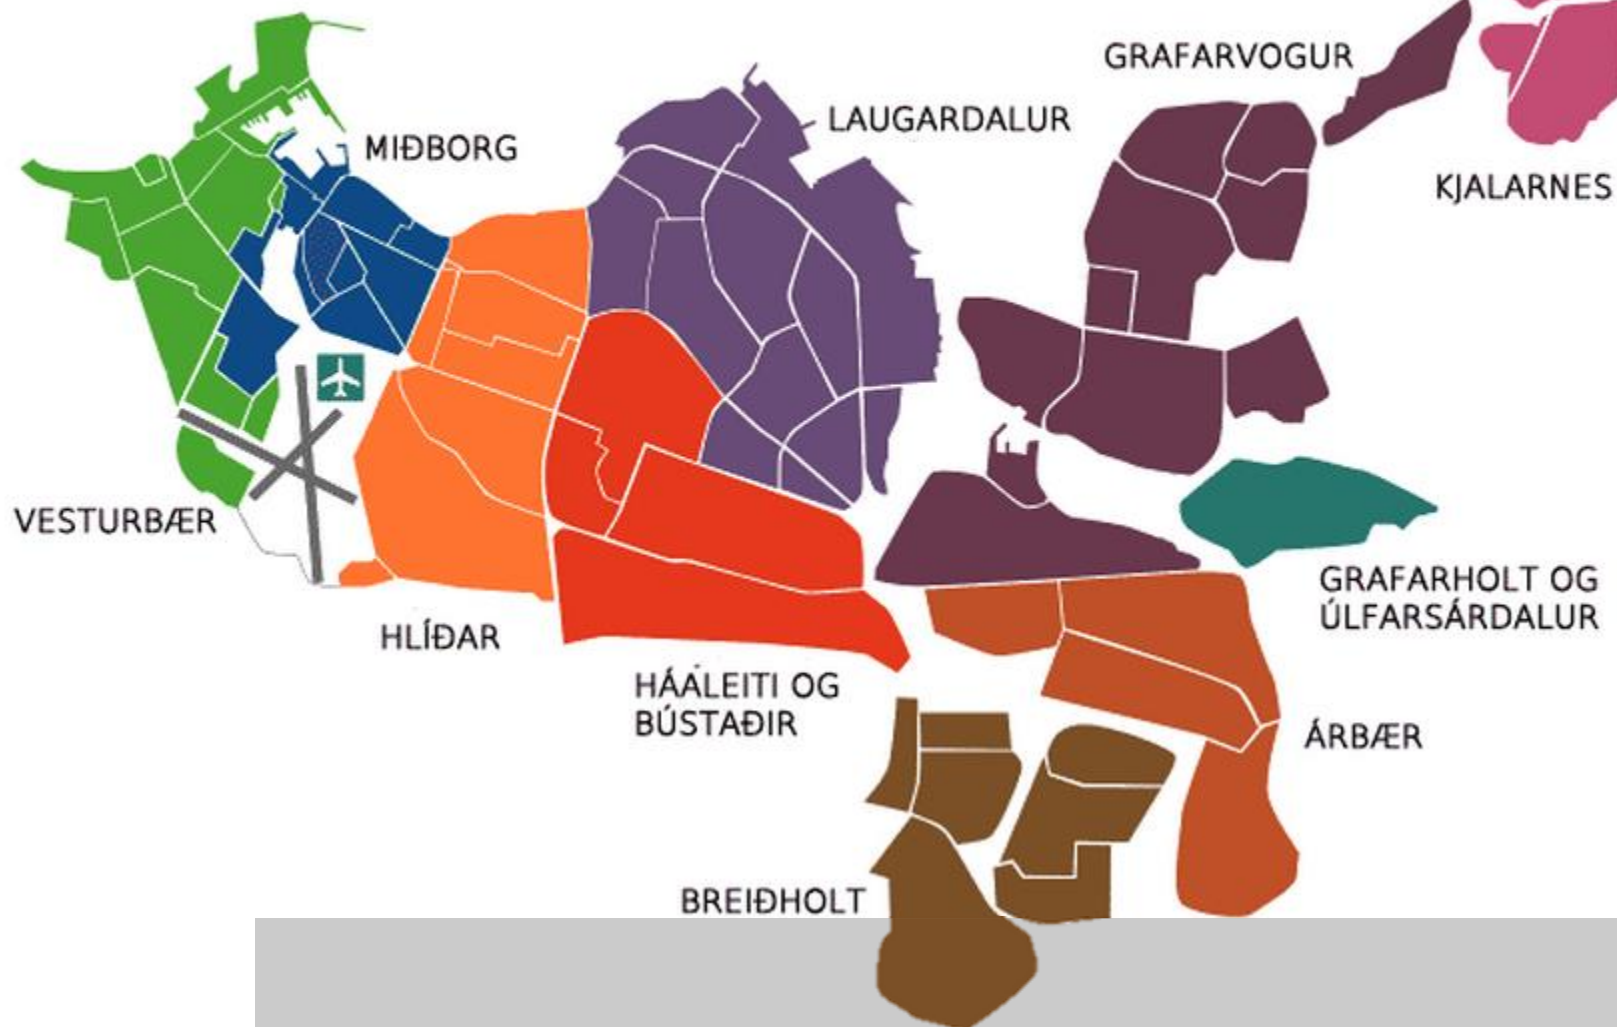 GRAFARVOGUR
LAUGARDALUR
MIÐBORG
KJALARNES
VESTURBÆR
GRAFARHOLT OG
ÚLFARSÁRDALUR
HLÍÐAR
HÁALEITI OG
BÚSTAÐIR
ÁRBÆR
BREIÐHOLT